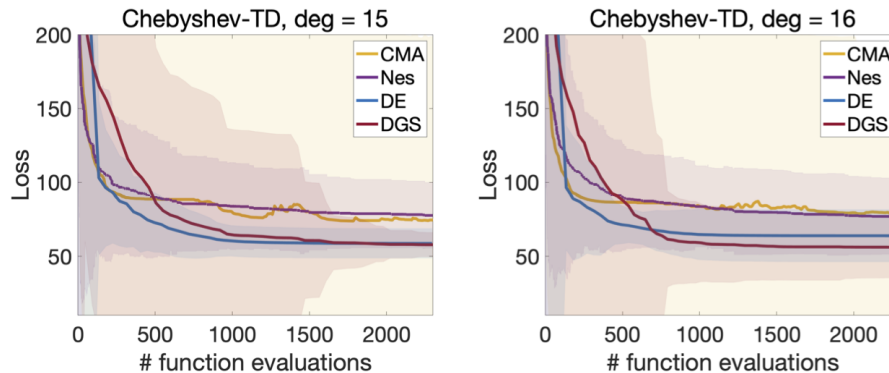 Chebyshev-TD, deg = 15
200
150
100
50
Loss
CMA
Nes
DE
DGS
0
500
1000
1500
2000
# function evaluations
Chebyshev-TD, deg = 16
200
150
100
50
Loss
CMA
Nes
DE
DGS
0
500
1000
1500
2000
# function evaluations